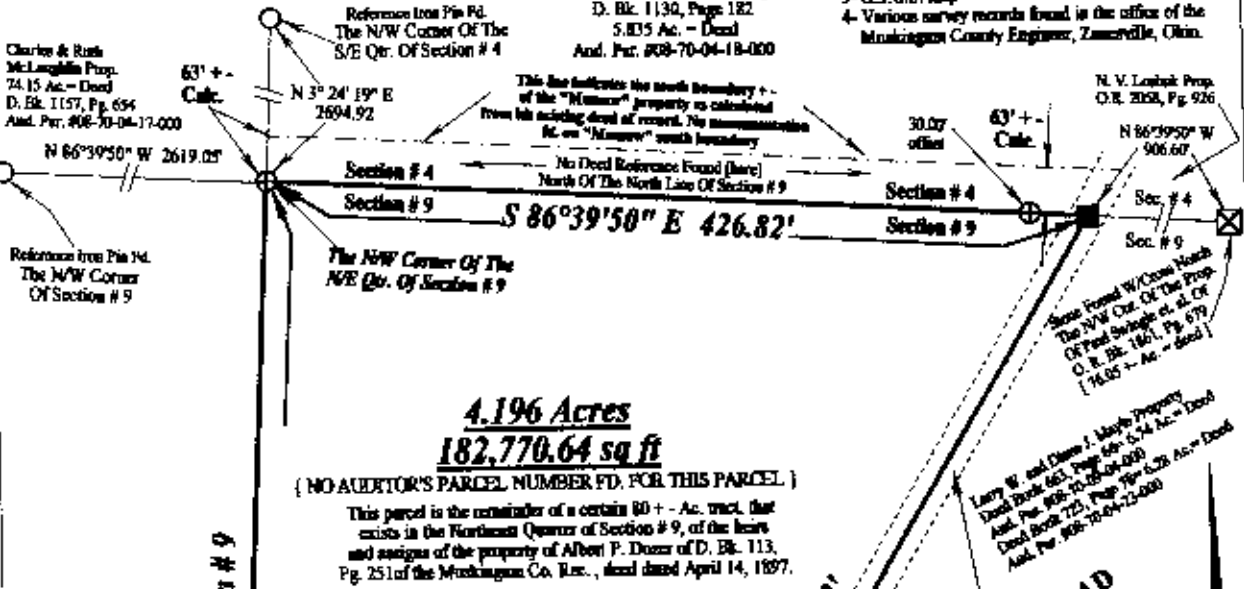 Reference Iron Pin Fd.
The N/W Corner Of The
S/E Qtr. Of Section # 4
D. Bk. 1130, Page 182
5.835 Ac. - Deed
Aud. Par. #08-70-04-18-000
4- Various survey records found in the office of the
Muskingum County Engineer, Zanesville, Ohio.
Charles & Ruth
McLaughlin Prop.
74.15 Ac. - Deed
D. Bk. 1157, Pg. 654
Aud. Par. #08-70-04-17-000
63' + -
Calc.
N 3° 24' 19" E
2694.92
This line indicates the north boundary + -
of the "Munrow" property as calculated
from his existing deed of record. No monumentation
fd. on "Munrow" south boundary
30.00'
offset
63' + -
Calc.
N. V. Prop.
O.R. 2058, Pg. 926
N 86°39'50" W
906.60'
N 86°39'50" W 2619.05'
Section # 4
No Deed Reference Found [here]
North Of The North Line Of Section # 9
Section # 4
Sec. # 4
Section # 9
S 86°39'50" E 426.82'
Section # 9
Sec. # 9
Reference Iron Pin Fd.
The N/W Corner
Of Section # 9
The N/W Corner Of The
N/E Qtr. Of Section # 9
Stone Found W/Cross Notch
The N/W Cor. Of The Prop.
Of Paul Swingle et. al. Of
O. R. Bk. 1861, Pg. 679
[ 76.05 + - Ac. - deed ]
4.196 Acres
182,770.64 sq ft
{ NO AUDITOR'S PARCEL NUMBER FD. FOR THIS PARCEL }
This parcel is the remainder of a certain 80 + - Ac. tract, that
exists in the Northeast Quarter of Section # 9, of the heirs
and assigns of the property of Albert P. Dozer of D. Bk. 113,
Pg. 251 of the Muskingum Co. Rec., deed dated April 14, 1897.
Larry W. and Diane J. Property
Deed Book 663, Page 6.74 Ac. - Deed
Aud. Par. #08-70-09-04-000
Deed Book 723, Page 6.28 Ac. - Deed
Aud. Par. #08-70-04-23-000
# 9
AD